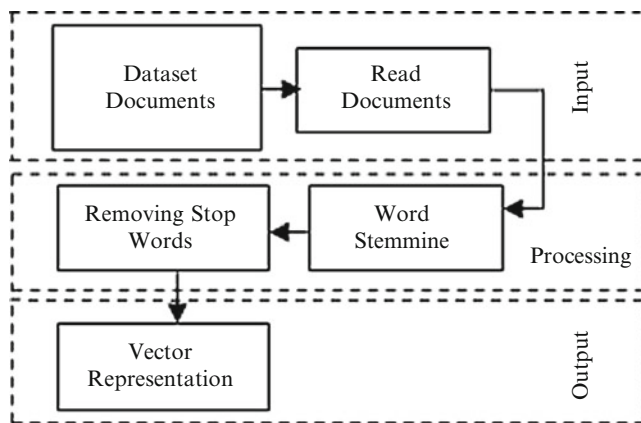 Dataset
Documents
Read
Documents
Input
Word
Stemmine
Removing Stop
Words
Processing
Vector
Representation
Output